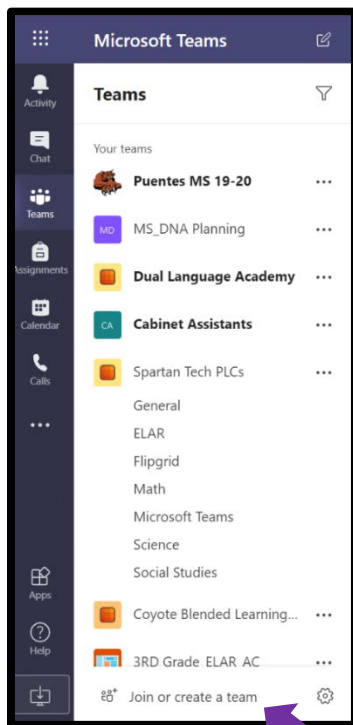 Microsoft Teams
Activity
Chat
Teams
Assignments
Calendar
Calls
Apps
Help
Teams
Your teams
Puentes MS 19-20
MD MS_DNA Planning
Dual Language Academy
CA Cabinet Assistants
Spartan Tech PLCs
General
ELAR
Flipgrid
Math
Microsoft Teams
Science
Social Studies
Coyote Blended Learning...
3RD Grade ELAR AC
Join or create a team